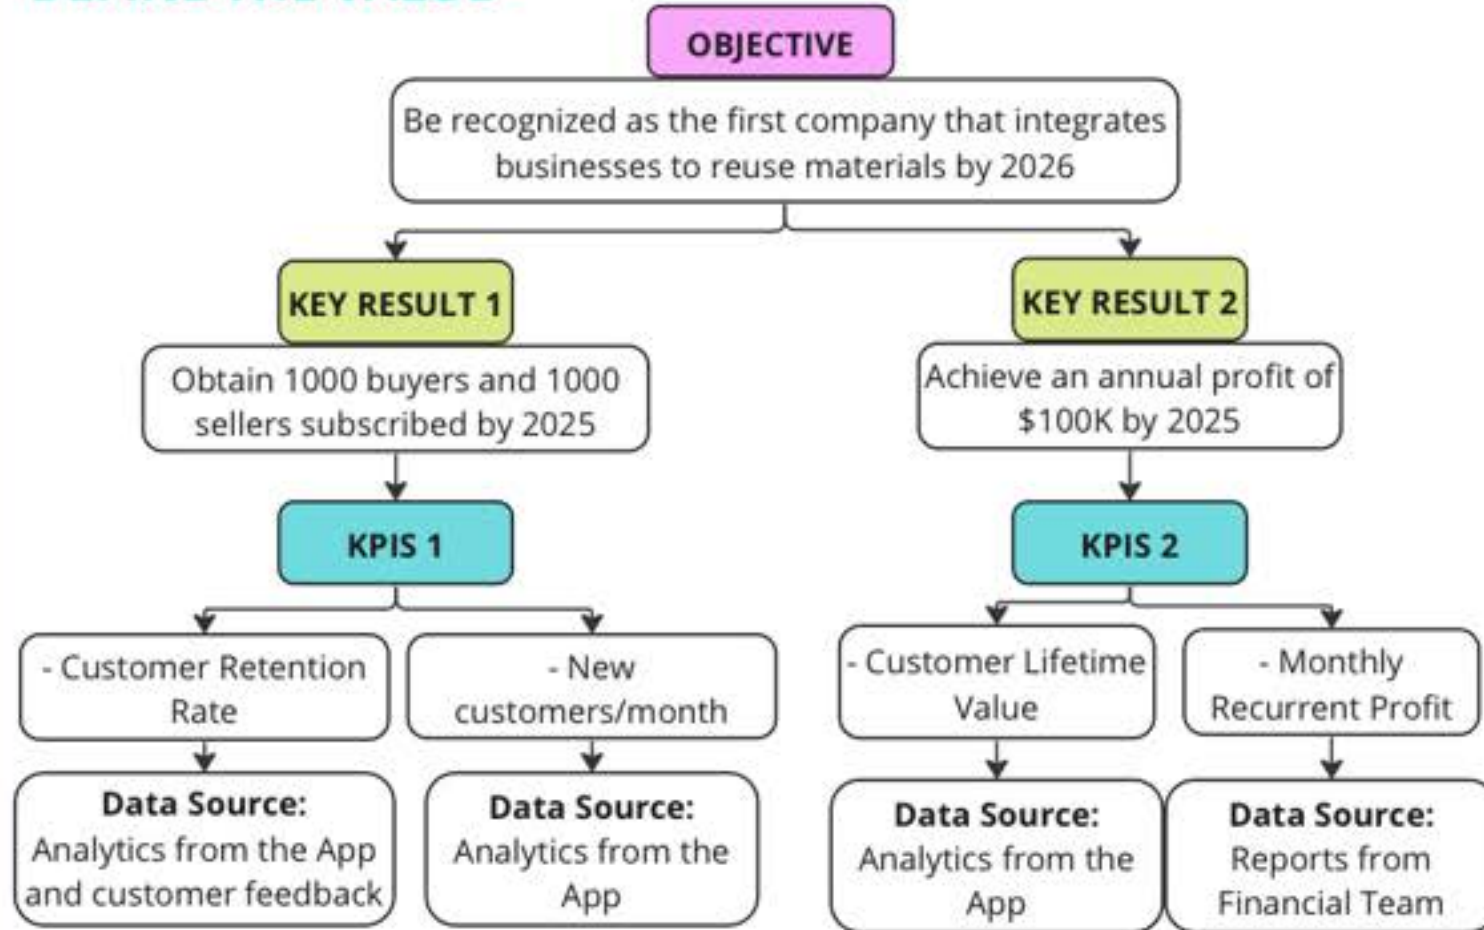 OBJECTIVE
Be recognized as the first company that integrates
businesses to reuse materials by 2026
KEY RESULT 1
Obtain 1000 buyers and 1000
sellers subscribed by 2025
KEY RESULT 2
Achieve an annual profit of
$100K by 2025
KPIS 1
- Customer Retention
Rate
Data Source:
Analytics from the App
and customer feedback
- New
customers/month
Data Source:
Analytics from the
App
KPIS 2
- Customer Lifetime
Value
Data Source:
Analytics from the
App
- Monthly
Recurrent Profit
Data Source:
Reports from
Financial Team